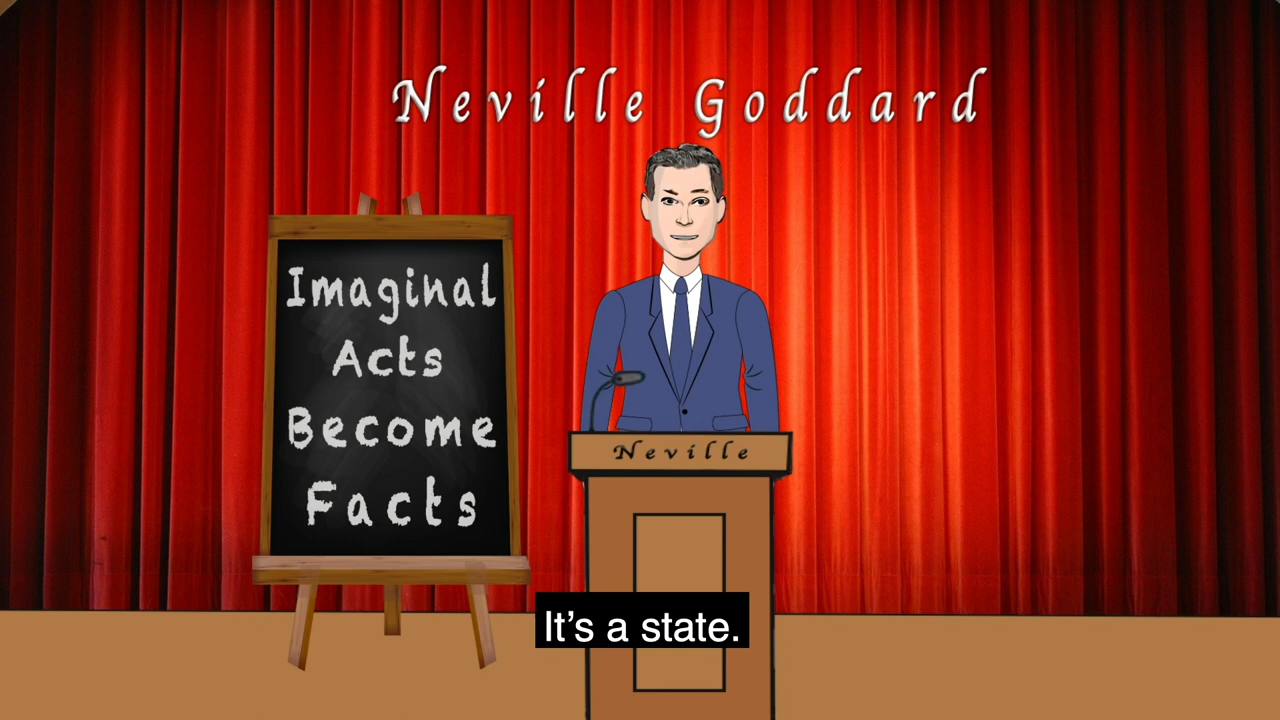 Neville Goddard
Imaginal
Acts
Become
Facts
Neville
It’s a state.